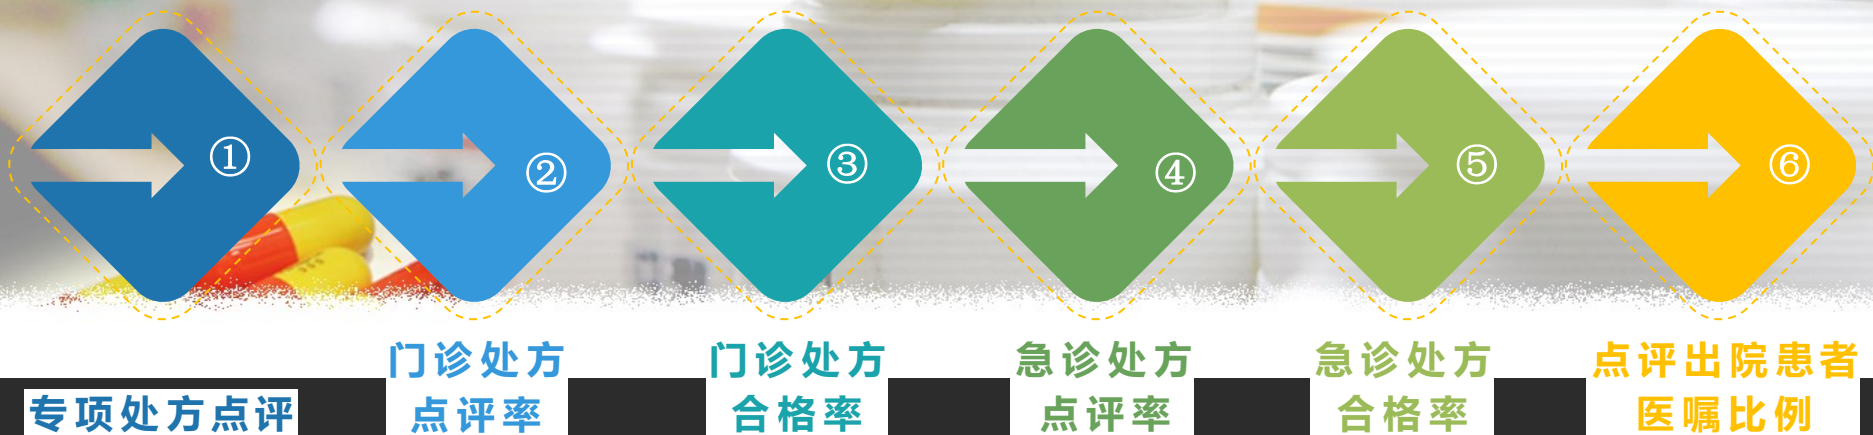 ①
②
③
④
⑤
⑥
专项处方点评
门诊处方
点评率
门诊处方
合格率
急诊处方
点评率
急诊处方
合格率
点评出院患者
医嘱比例